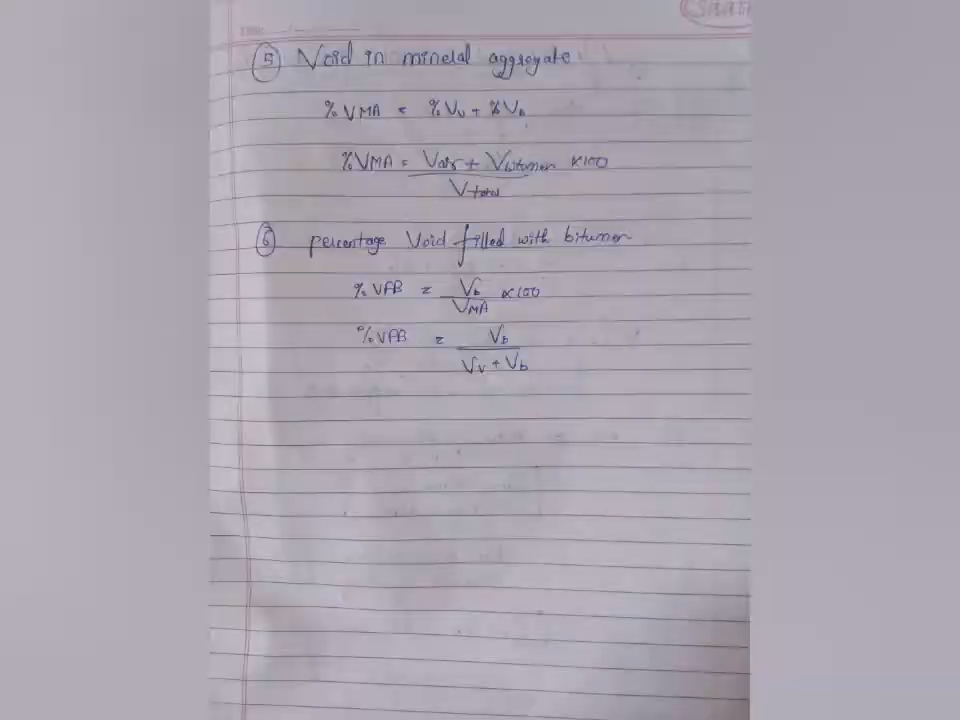 ⑤ Void in mineral aggregate
% VMA = % Vv + % Vb
% VMA = Vair + Vbitumen / Vtotal ×100
⑥ percentage Void filled with bitumen
% VFB = Vb / VMA ×100
% VFB = Vb / Vv + Vb